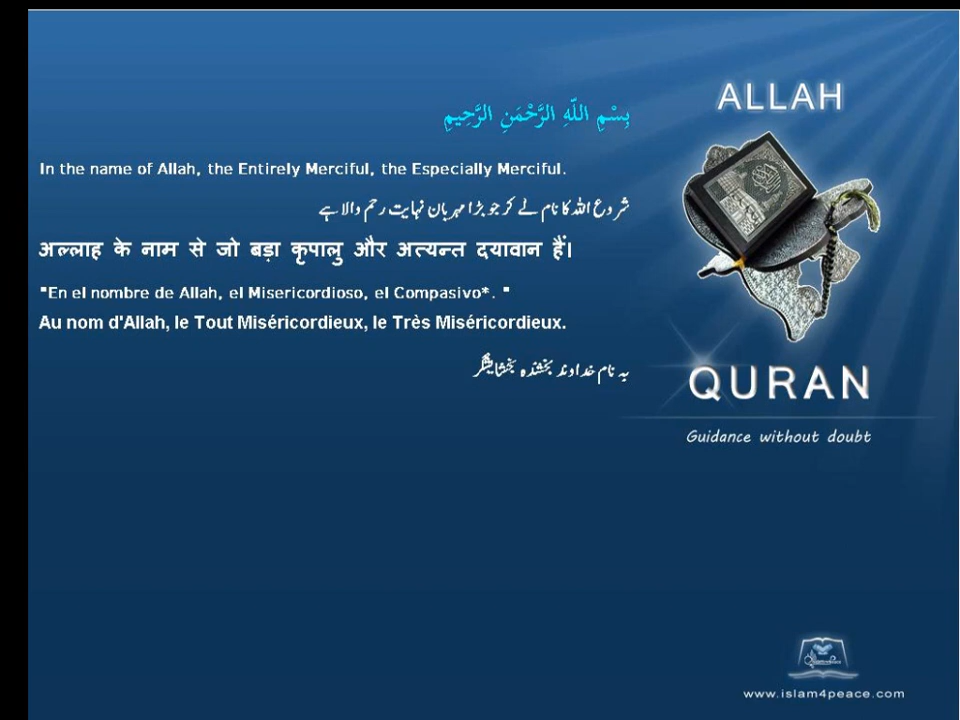 بِسْمِ اللَّهِ الرَّحْمَنِ الرَّحِيمِ
In the name of Allah, the Entirely Merciful, the Especially Merciful.
شروع الله کا نام لے کر جو بڑا مہربان نہایت رحم والا ہے
अल्लाह के नाम से जो बड़ा कृपालु और अत्यन्त दयावान हैं।
"En el nombre de Allah, el Misericordioso, el Compasivo*. "
Au nom d'Allah, le Tout Miséricordieux, le Très Miséricordieux.
به نام خداوند بخشنده بخشایشگر
ALLAH
QURAN
Guidance without doubt
www.islam4peace.com